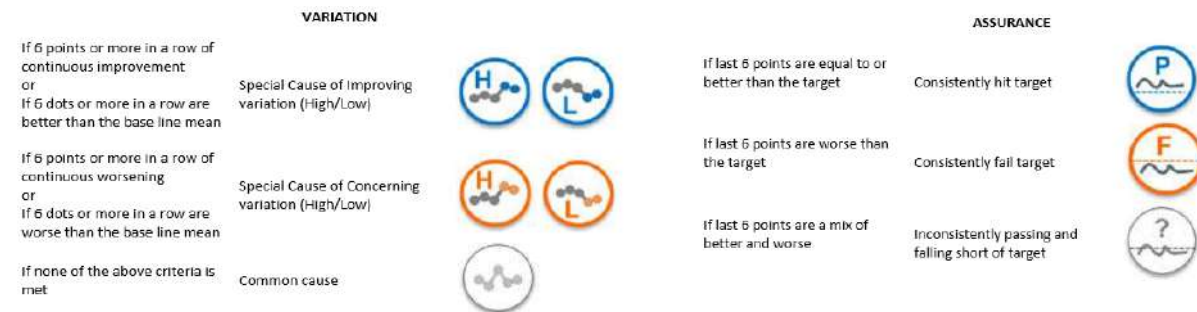 VARIATION
If 6 points or more in a row of
continuous improvement
or
If 6 dots or more in a row are
better than the base line mean
Special Cause of Improving
variation (High/Low)
H
L
If 6 points or more in a row of
continuous worsening
or
If 6 dots or more in a row are
worse than the base line mean
Special Cause of Concerning
variation (High/Low)
H
L
If none of the above criteria is
met
Common cause
ASSURANCE
If last 6 points are equal to or
better than the target
Consistently hit target
P
If last 6 points are worse than
the target
Consistently fail target
F
If last 6 points are a mix of
better and worse
Inconsistently passing and
falling short of target
?